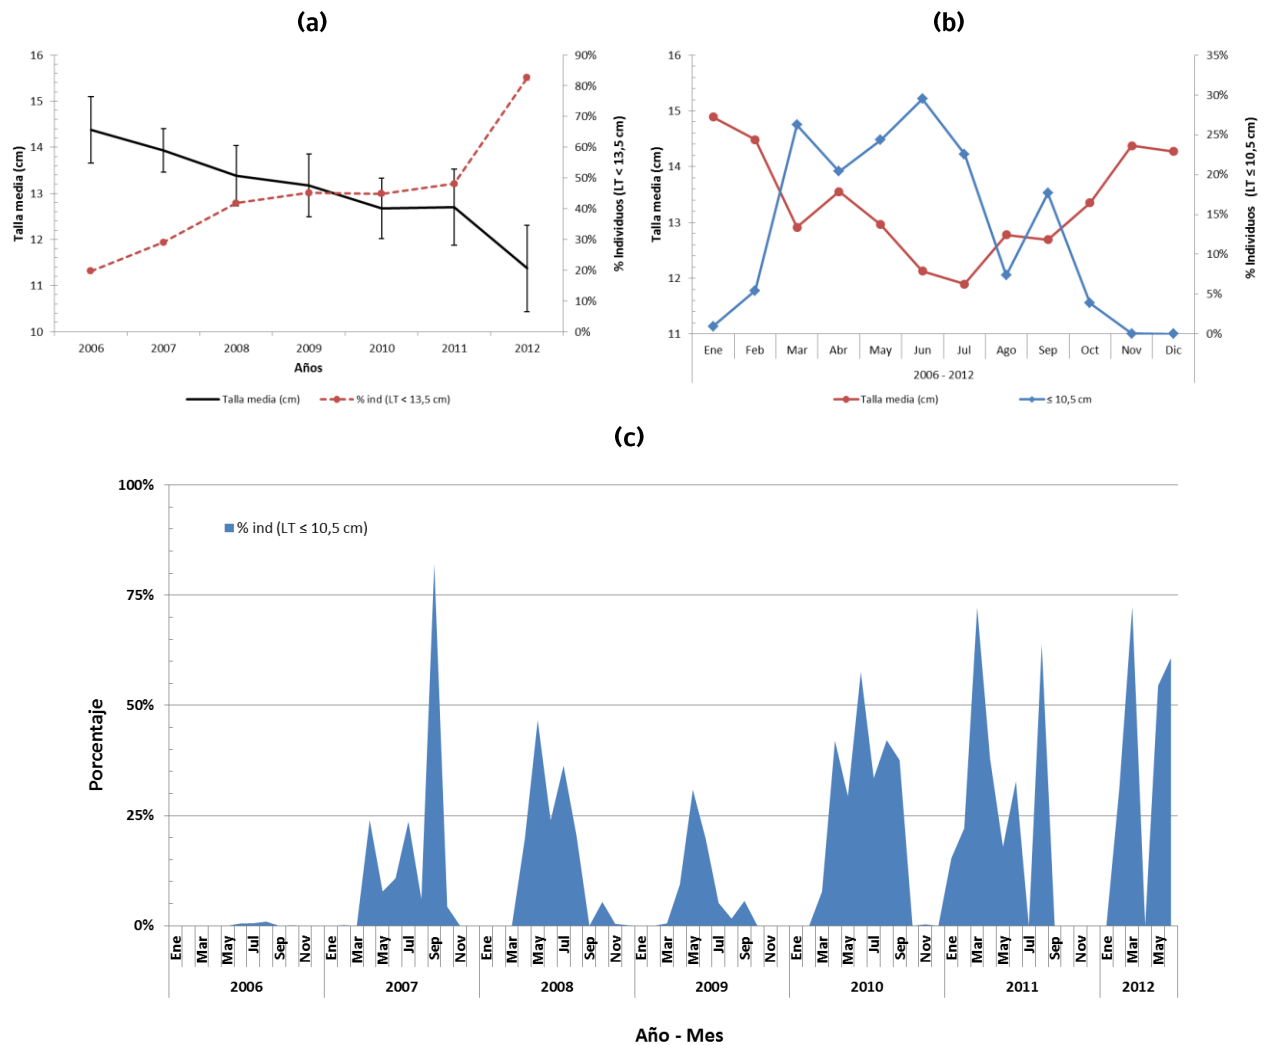 (a)
16
15
14
13
12
11
10
Talla media (cm)
90%
80%
70%
60%
50%
40%
30%
20%
10%
0%
% Individuos (LT < 13,5 cm)
2006 2007 2008 2009 2010 2011 2012
Años
Talla media (cm) % ind (LT < 13,5 cm)
(b)
16
15
14
13
12
11
Talla media (cm)
35%
30%
25%
20%
15%
10%
5%
0%
% Individuos (LT ≤ 10,5 cm)
Ene Feb Mar Abr May Jun Jul Ago Sep Oct Nov Dic
2006 - 2012
Talla media (cm) ≤ 10,5 cm
(c)
100%
75%
50%
25%
0%
Porcentaje
% ind (LT ≤ 10,5 cm)
Ene Mar May Jul Sep Nov Ene Mar May Jul Sep Nov Ene Mar May Jul Sep Nov Ene Mar May Jul Sep Nov Ene Mar May Jul Sep Nov Ene Mar May Jul Sep Nov Ene Mar May
2006 2007 2008 2009 2010 2011 2012
Año - Mes